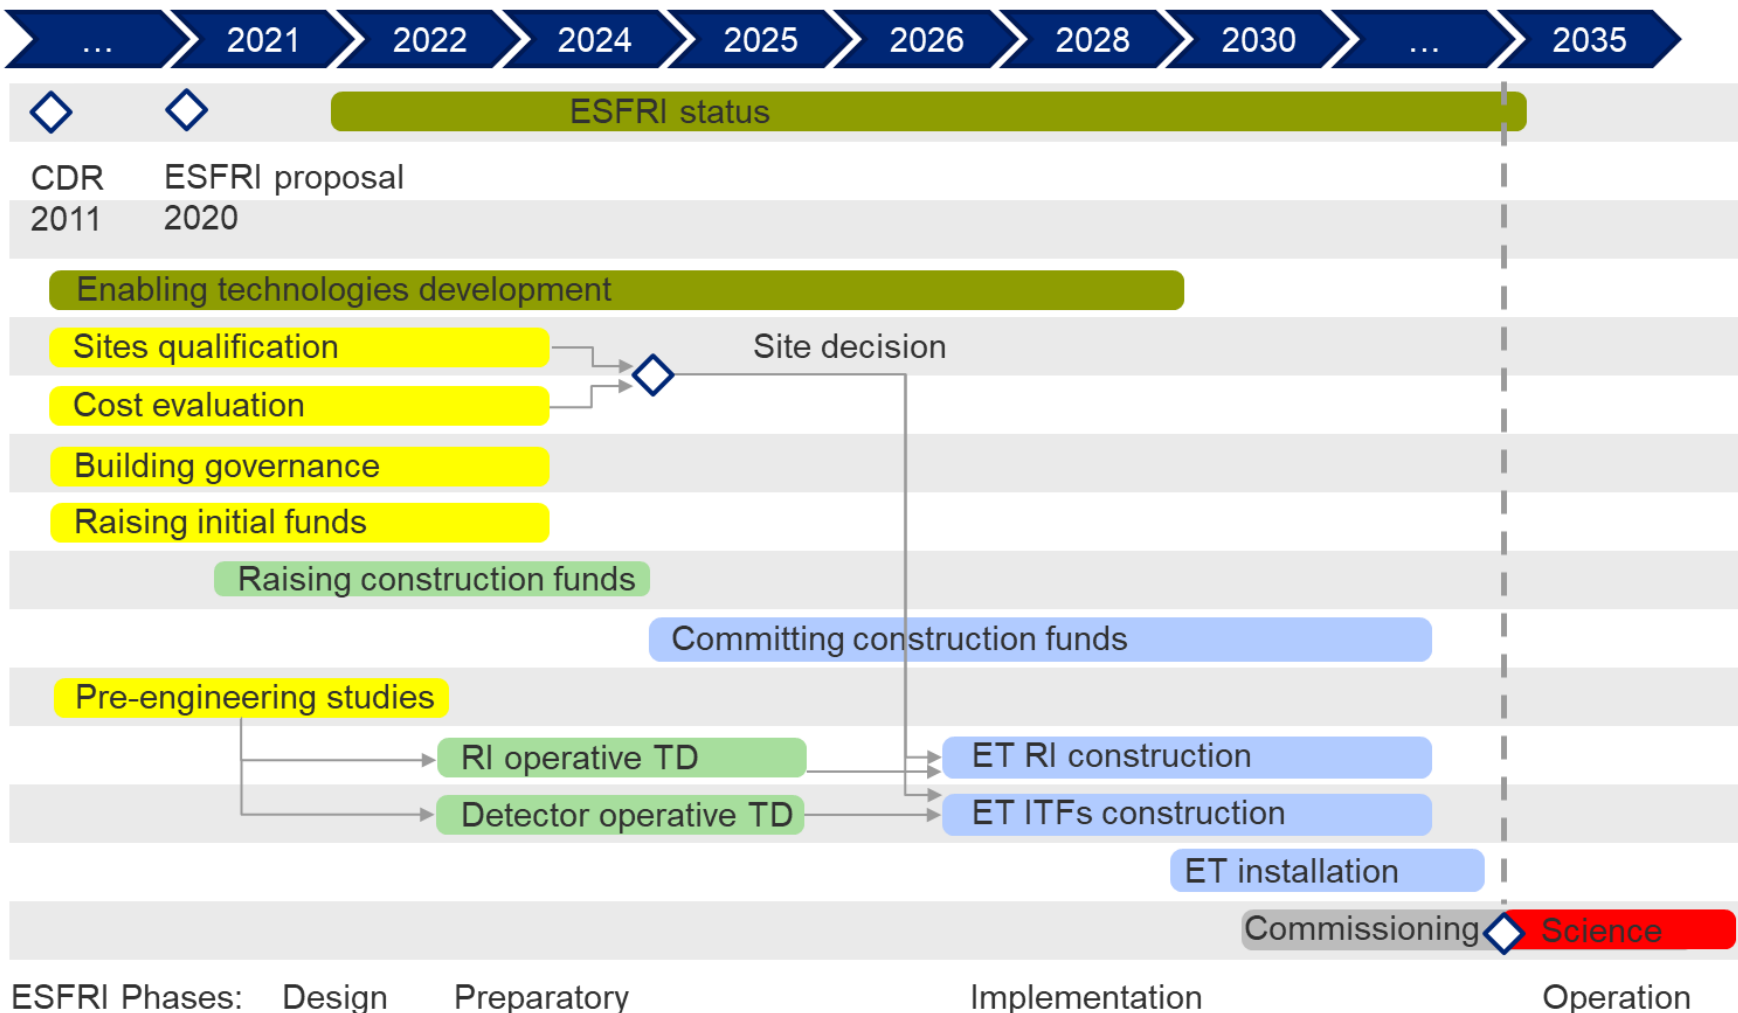 ... 2021 2022 2024 2025 2026 2028 2030 ... 2035
ESFRI status
CDR ESFRI proposal
2011 2020
Enabling technologies development
Sites qualification Site decision
Cost evaluation
Building governance
Raising initial funds
Raising construction funds
Committing construction funds
Pre-engineering studies
RI operative TD ET RI construction
Detector operative TD ET ITFs construction
ET installation
Commissioning Science
ESFRI Phases: Design Preparatory Implementation Operation